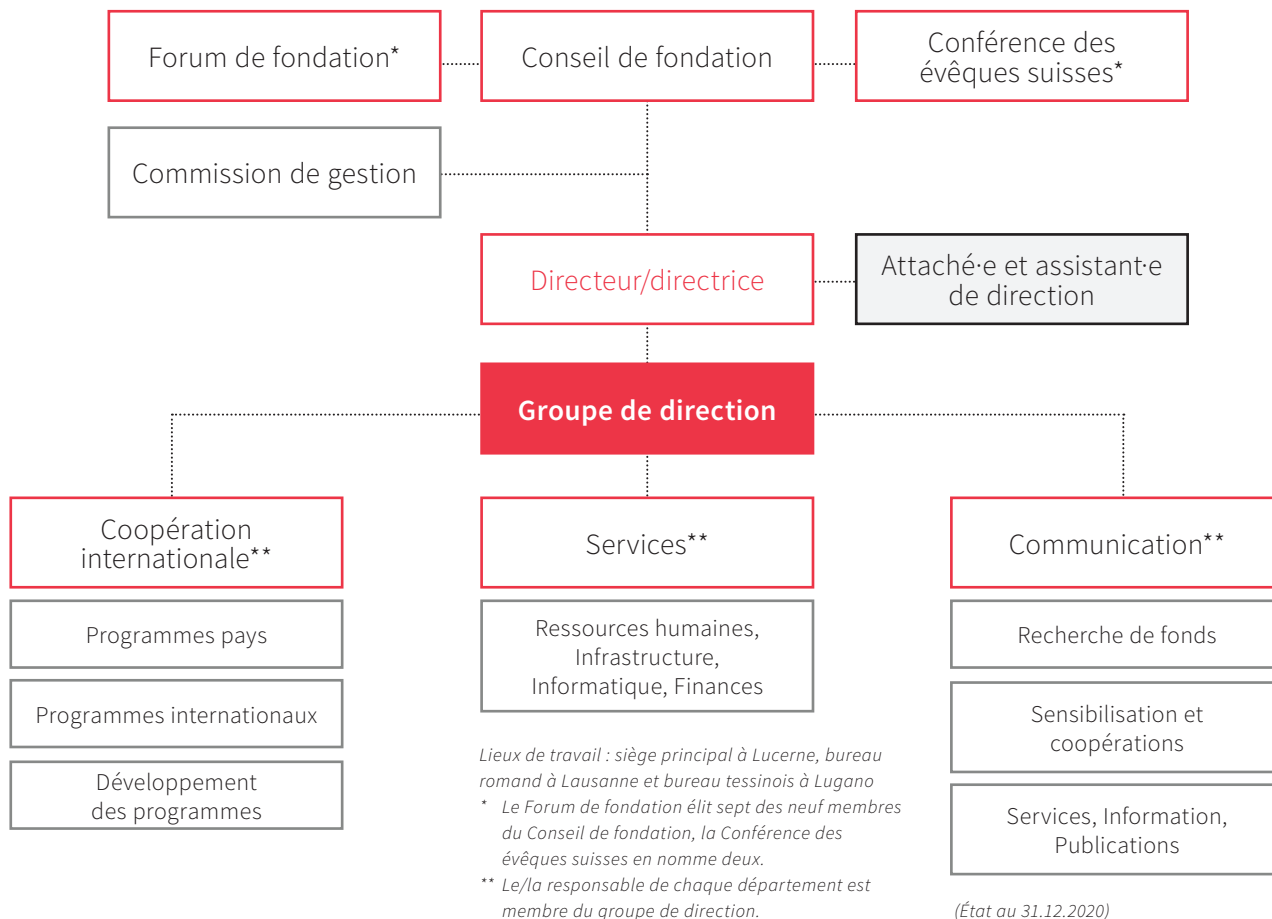 Forum de fondation*
Conseil de fondation
Conférence des
évêques suisses*
Commission de gestion
Directeur/directrice
Attaché·e et assistant·e
de direction
Groupe de direction
Coopération
internationale**
Programmes pays
Programmes internationaux
Développement
des programmes
Services**
Ressources humaines,
Infrastructure,
Informatique, Finances
Communication**
Recherche de fonds
Sensibilisation et
coopérations
Services, Information,
Publications
Lieux de travail : siège principal à Lucerne, bureau
romand à Lausanne et bureau tessinois à Lugano
* Le Forum de fondation élit sept des neuf membres
du Conseil de fondation, la Conférence des
évêques suisses en nomme deux.
** Le/la responsable de chaque département est
membre du groupe de direction.
(État au 31.12.2020)